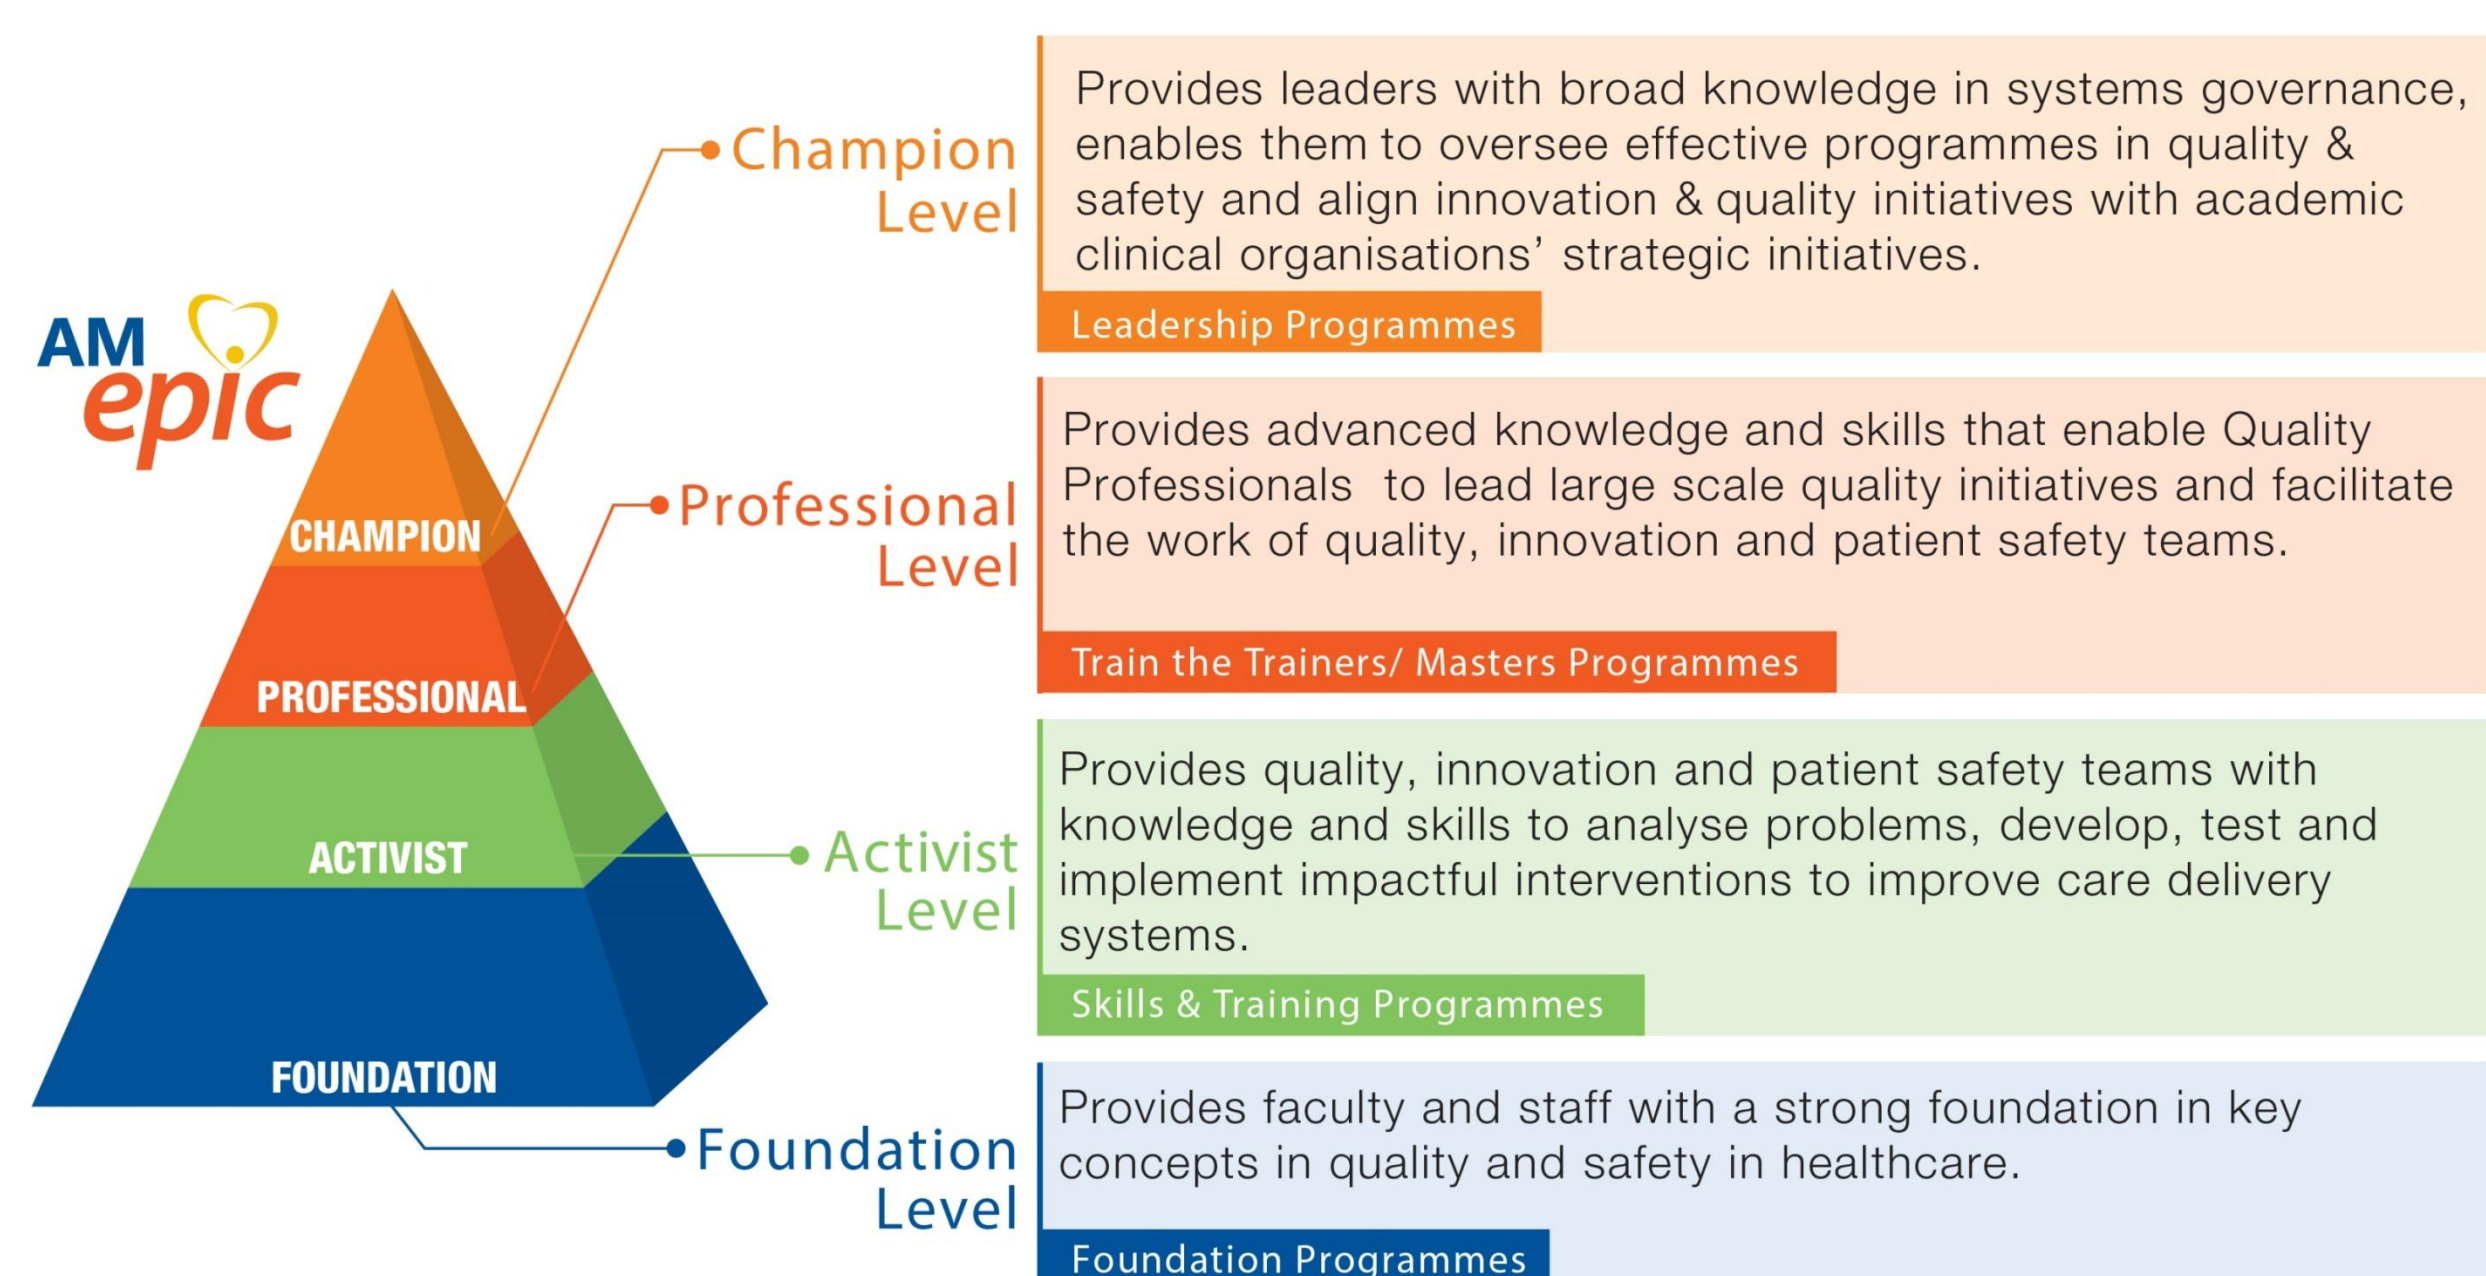 AM
epic
CHAMPION
PROFESSIONAL
ACTIVIST
FOUNDATION
Champion
Level
Provides leaders with broad knowledge in systems governance,
enables them to oversee effective programmes in quality &
safety and align innovation & quality initiatives with academic
clinical organisations’ strategic initiatives.
Leadership Programmes
Professional
Level
Provides advanced knowledge and skills that enable Quality
Professionals to lead large scale quality initiatives and facilitate
the work of quality, innovation and patient safety teams.
Train the Trainers/ Masters Programmes
Activist
Level
Provides quality, innovation and patient safety teams with
knowledge and skills to analyse problems, develop, test and
implement impactful interventions to improve care delivery
systems.
Skills & Training Programmes
Foundation
Level
Provides faculty and staff with a strong foundation in key
concepts in quality and safety in healthcare.
Foundation Programmes